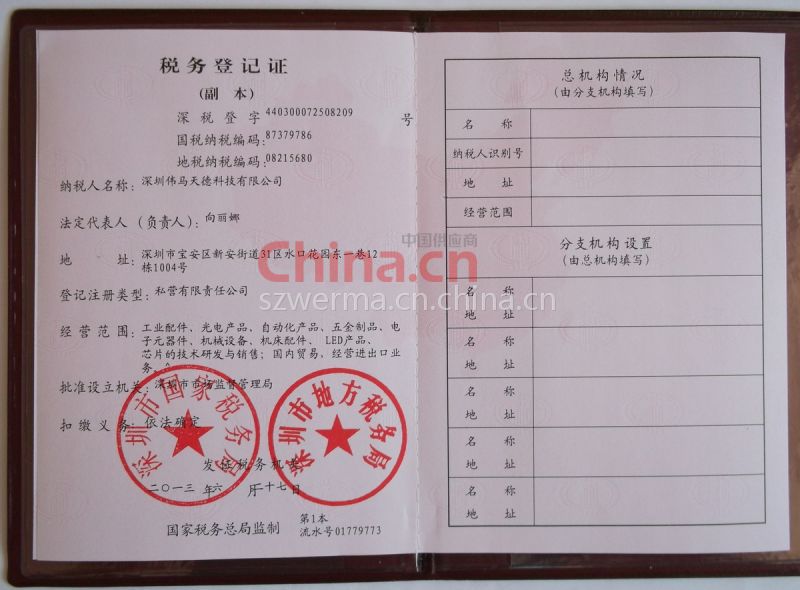 税务登记证
(副 本)
深 税 登 字 440300072508209 号
国税纳税编码:87379786
地税纳税编码:08215680
纳税人名称: 深圳伟马天德科技有限公司
法定代表人 (负责人): 向丽娜
地 址: 深圳市宝安区新安街道31区水口花园东一巷12
栋1004号
登记注册类型: 私营有限责任公司
经 营 范 围: 工业配件、光电产品、自动化产品、五金制品、电
子元器件、机械设备、机床配件、 LED产品、
芯片的技术研发与销售；国内贸易、经营进出口业
务。^
批准设立机关: 深圳市市场监督管理局
扣 缴 义 务: 依法确定
深圳市国家税务局
深圳市地方税务局
发证税务机关
二〇一三 年 六 月 十七 日
国家税务总局监制
第1本
流水号01779773
总 机 构 情 况
(由分支机构填写)
名 称
纳税人识别号
地 址
经营范围
分支机构设置
(由总机构填写)
名 称
地 址
名 称
地 址
名 称
地 址
名 称
地 址
名 称
地 址
中国供应商
China.cn
szwerma.cn.china.cn